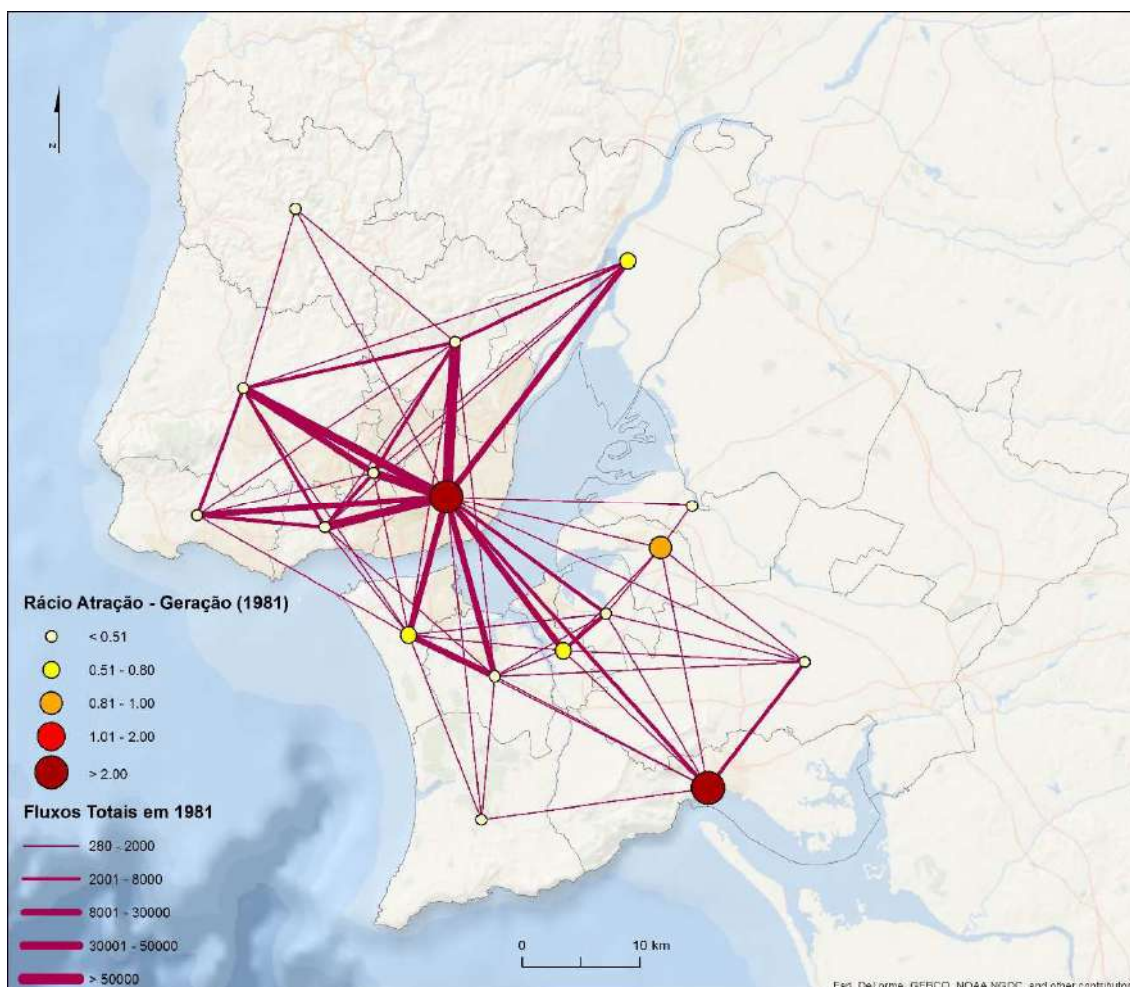 N
Rácio Atração - Geração (1981)
< 0.51
0.51 - 0.80
0.81 - 1.00
1.01 - 2.00
> 2.00
Fluxos Totais em 1981
280 - 2000
2001 - 8000
8001 - 30000
30001 - 50000
> 50000
0 10 km
Esri, DeLorme, GEBCO, NOAA NGDC, and other contributors